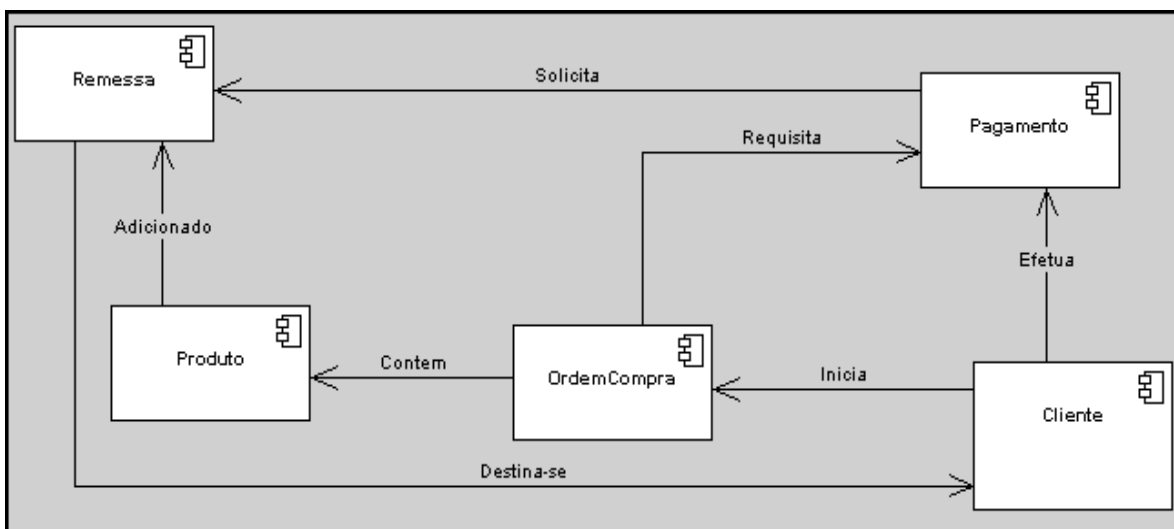 Remessa
Solicita
Pagamento
Requisita
Adicionado
Efetua
Produto
Contem
OrdemCompra
Inicia
Cliente
Destina-se